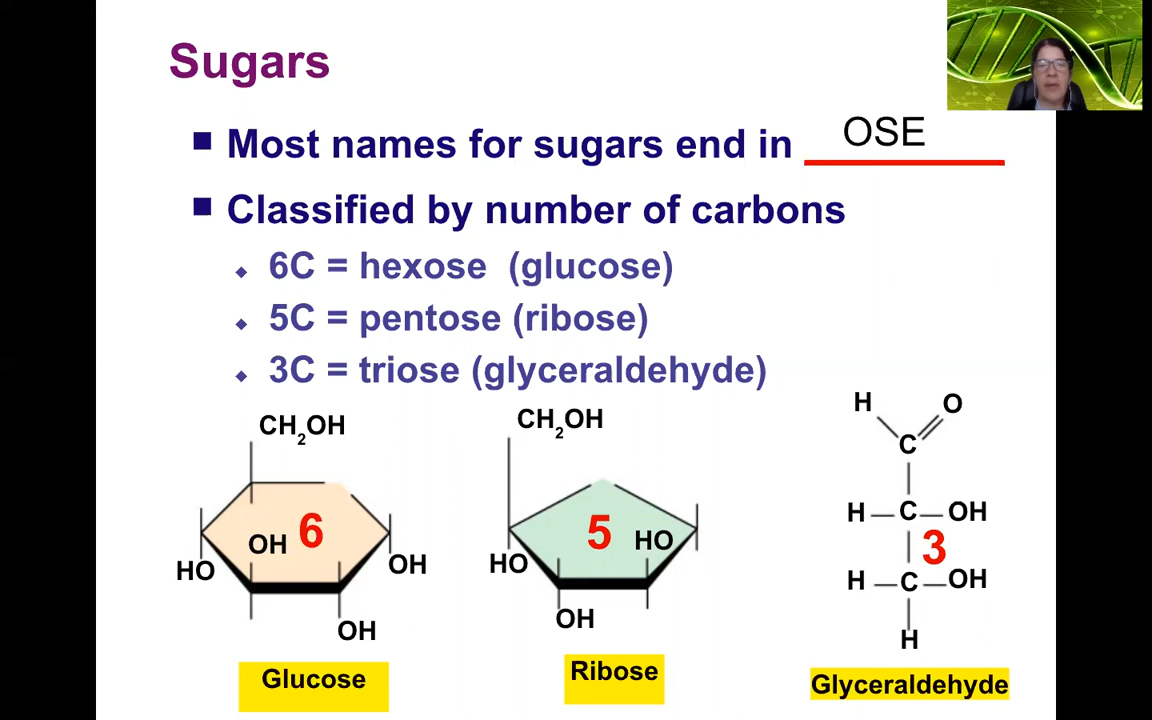 Sugars
■ Most names for sugars end in OSE
■ Classified by number of carbons
◆ 6C = hexose (glucose)
◆ 5C = pentose (ribose)
◆ 3C = triose (glyceraldehyde)
CH₂OH
6
OH
HO
OH
OH
Glucose
CH₂OH
5
HO
HO
OH
Ribose
H O
C
H C OH
3
H C OH
H
Glyceraldehyde